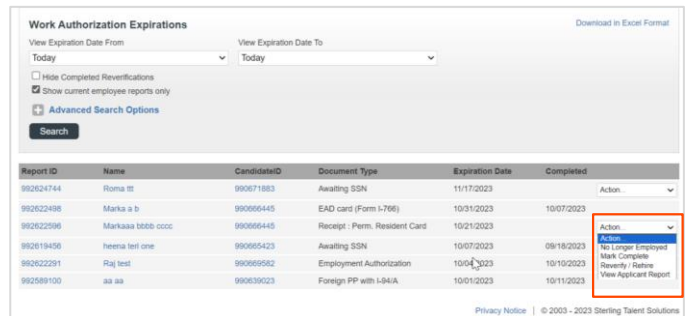 Work Authorization Expirations
Download in Excel Format
View Expiration Date From View Expiration Date To
Today Today
Hide Completed Reverifications
Show current employee reports only
Advanced Search Options
Search
Report ID Name CandidateID Document Type Expiration Date Completed
992624744 Roma ttt 990671883 Awaiting SSN 11/17/2023 Action...
992622498 Marka a b 990666445 EAD card (Form I-766) 10/31/2023 10/07/2023
992622596 Markaaa bbbb cccc 990666445 Receipt : Perm. Resident Card 10/21/2023 Action...
Action...
No Longer Employed
Mark Complete
Reverify / Rehire
View Applicant Report
992619456 heena teri one 990665423 Awaiting SSN 10/07/2023 09/18/2023
992622291 Raj test 990669582 Employment Authorization 10/04/2023 10/10/2023
992589100 aa aa 990639023 Foreign PP with I-94/A 10/01/2023 10/11/2023
Privacy Notice | © 2003 - 2023 Sterling Talent Solutions